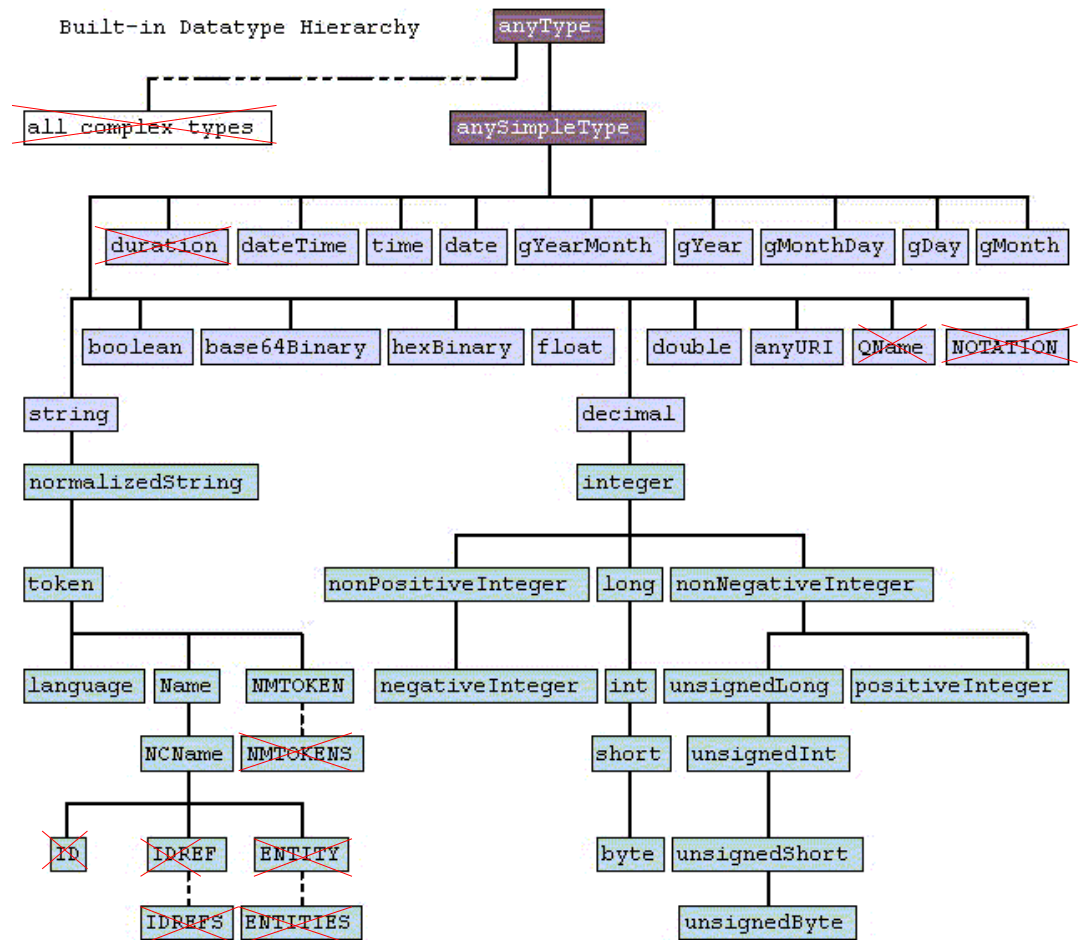 Built-in Datatype Hierarchy
anyType
all complex types
anySimpleType
duration
dateTime
time
date
gYearMonth
gYear
gMonthDay
gDay
gMonth
boolean
base64Binary
hexBinary
float
double
anyURI
QName
NOTATION
string
decimal
normalizedString
integer
token
nonPositiveInteger
long
nonNegativeInteger
language
Name
NMTOKEN
negativeInteger
int
unsignedLong
positiveInteger
NCName
NMTOKENS
short
unsignedInt
ID
IDREF
ENTITY
byte
unsignedShort
IDREFS
ENTITIES
unsignedByte